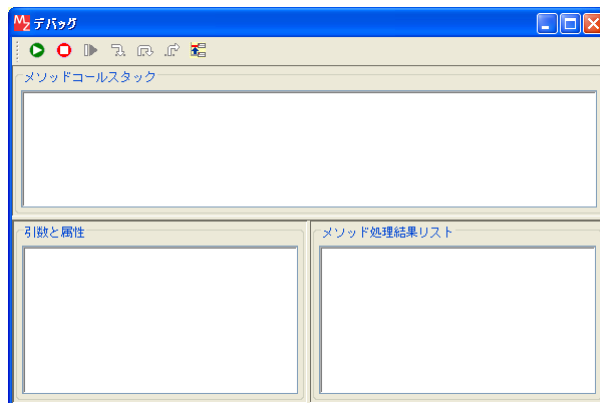 MZ デバッグ
メソッドコールスタック
引数と属性
メソッド処理結果リスト